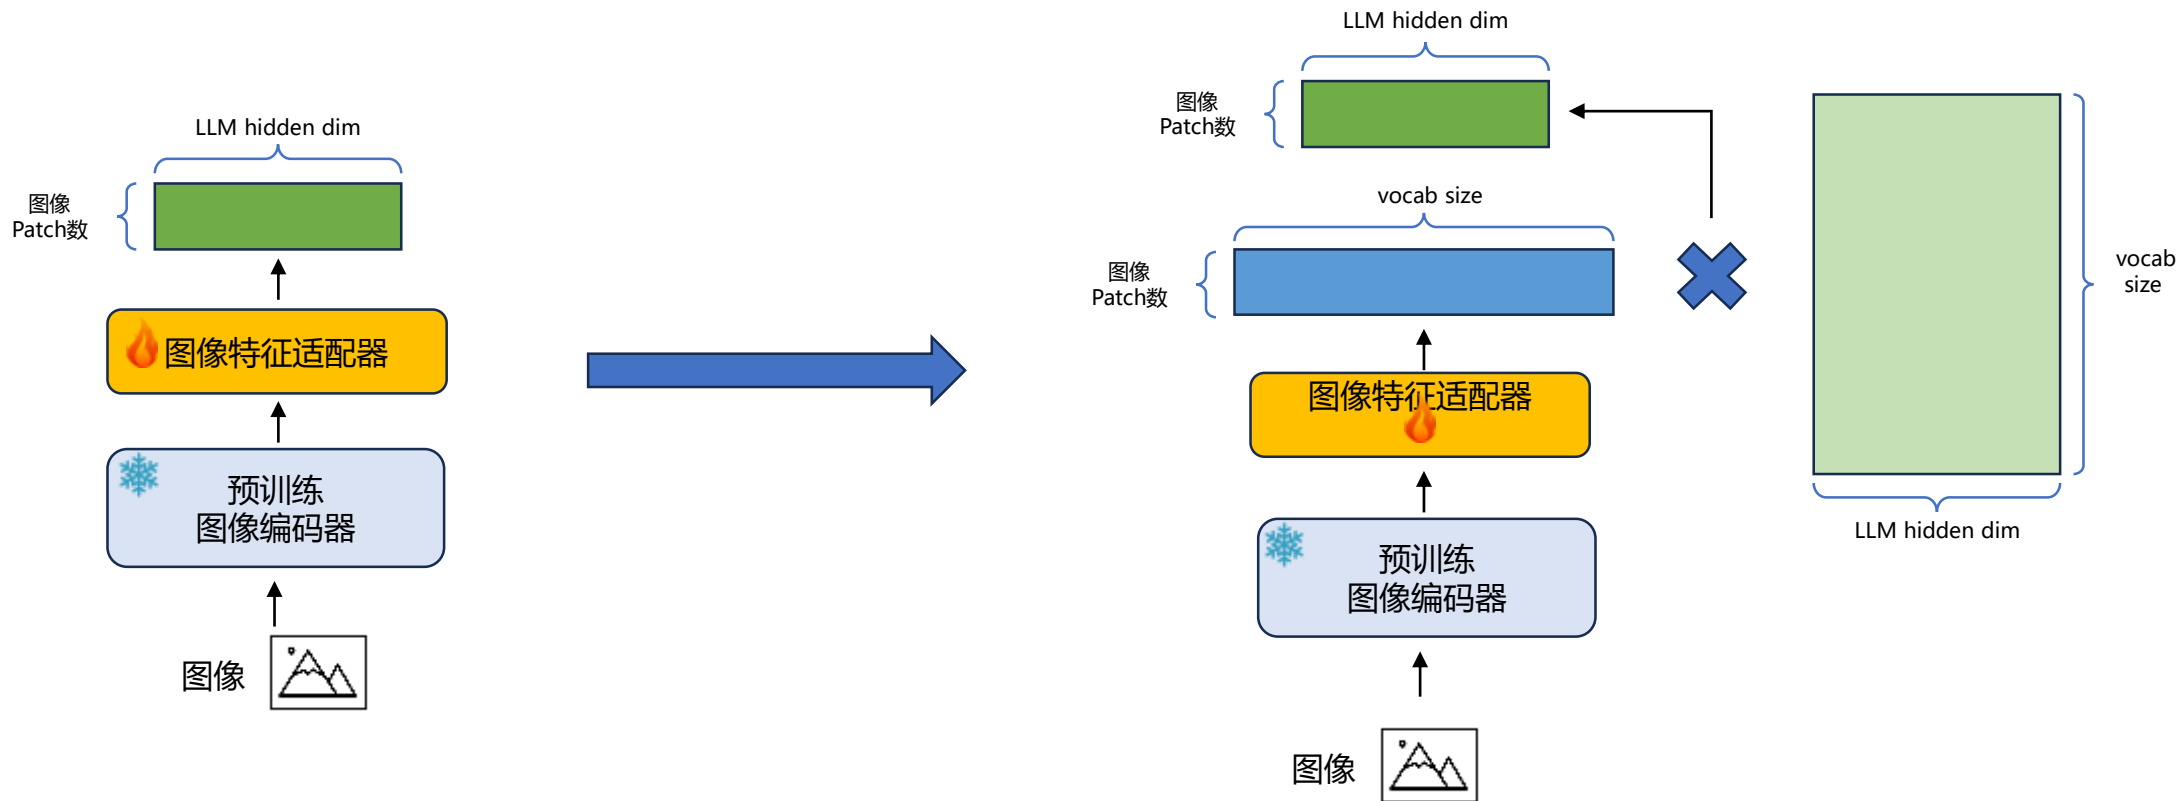 LLM hidden dim
图像
Patch数
图像特征适配器
预训练
图像编码器
图像
LLM hidden dim
图像
Patch数
vocab size
图像
Patch数
图像特征适配器
预训练
图像编码器
图像
vocab
size
LLM hidden dim